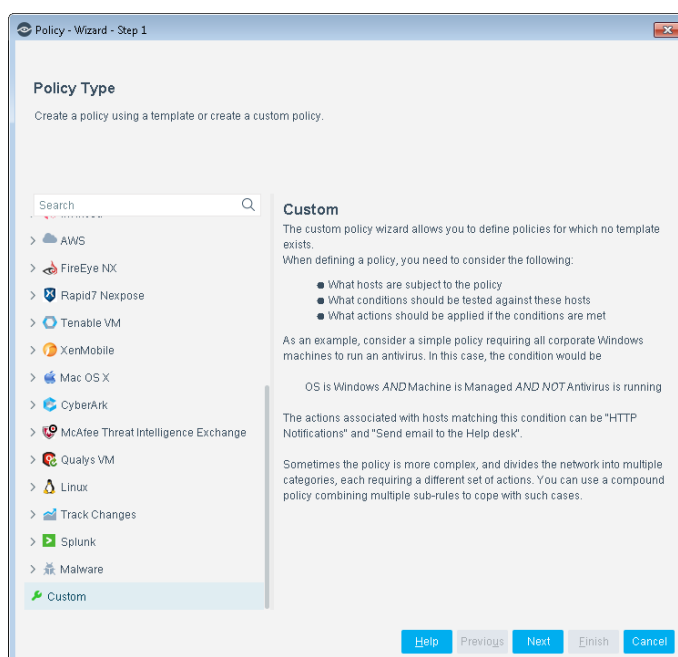 Policy - Wizard - Step 1
Policy Type
Create a policy using a template or create a custom policy.
Search
AWS
FireEye NX
Rapid7 Nexpose
Tenable VM
XenMobile
Mac OS X
CyberArk
McAfee Threat Intelligence Exchange
Qualys VM
Linux
Track Changes
Splunk
Malware
Custom
Custom
The custom policy wizard allows you to define policies for which no template
exists.
When defining a policy, you need to consider the following:
What hosts are subject to the policy
What conditions should be tested against these hosts
What actions should be applied if the conditions are met
As an example, consider a simple policy requiring all corporate Windows
machines to run an antivirus. In this case, the condition would be
OS is Windows AND Machine is Managed AND NOT Antivirus is running
The actions associated with hosts matching this condition can be "HTTP
Notifications" and "Send email to the Help desk".
Sometimes the policy is more complex, and divides the network into multiple
categories, each requiring a different set of actions. You can use a compound
policy combining multiple sub-rules to cope with such cases.
Help Previous Next Finish Cancel